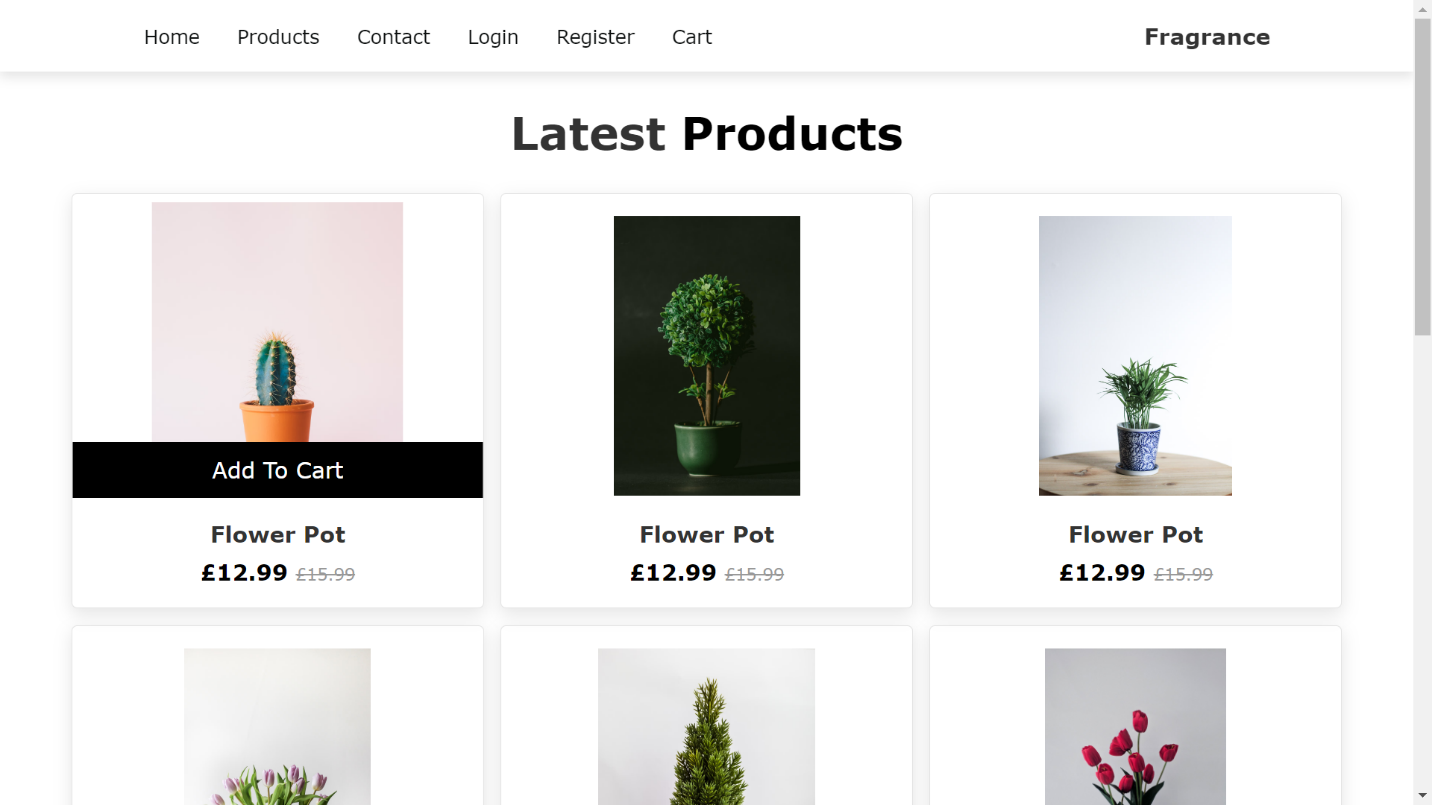 Home Products Contact Login Register Cart Fragrance
Latest Products
Add To Cart
Flower Pot
£12.99 £15.99
Flower Pot
£12.99 £15.99
Flower Pot
£12.99 £15.99